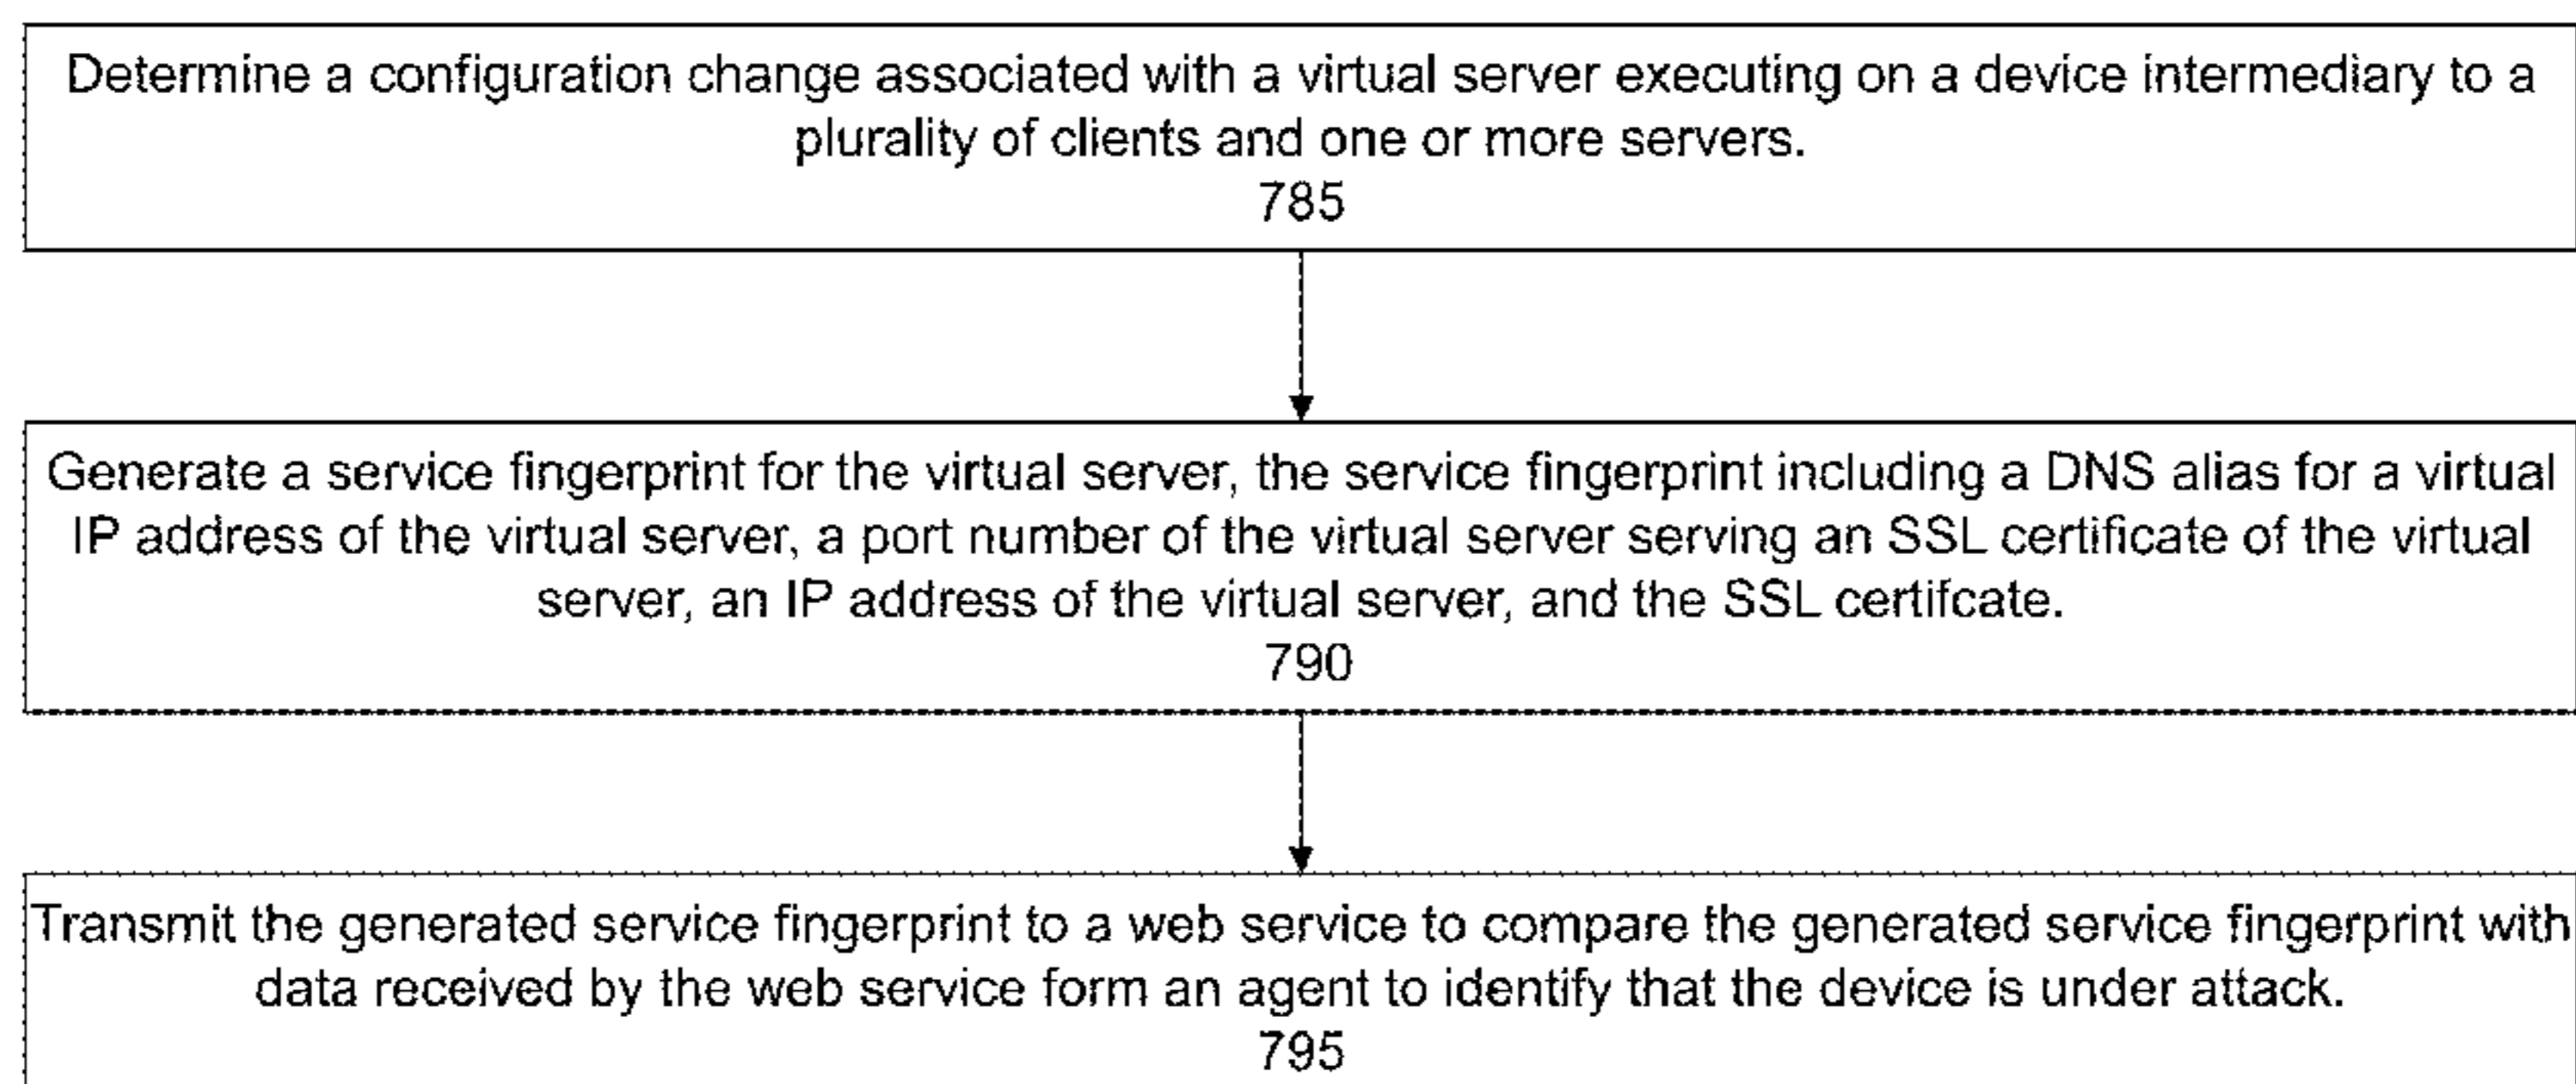 Determine a configuration change associated with a virtual server executing on a device intermediary to a
plurality of clients and one or more servers.
785
Generate a service fingerprint for the virtual server, the service fingerprint including a DNS alias for a virtual
IP address of the virtual server, a port number of the virtual server serving an SSL certificate of the virtual
server, an IP address of the virtual server, and the SSL certifcate.
790
Transmit the generated service fingerprint to a web service to compare the generated service fingerprint with
data received by the web service form an agent to identify that the device is under attack.
795